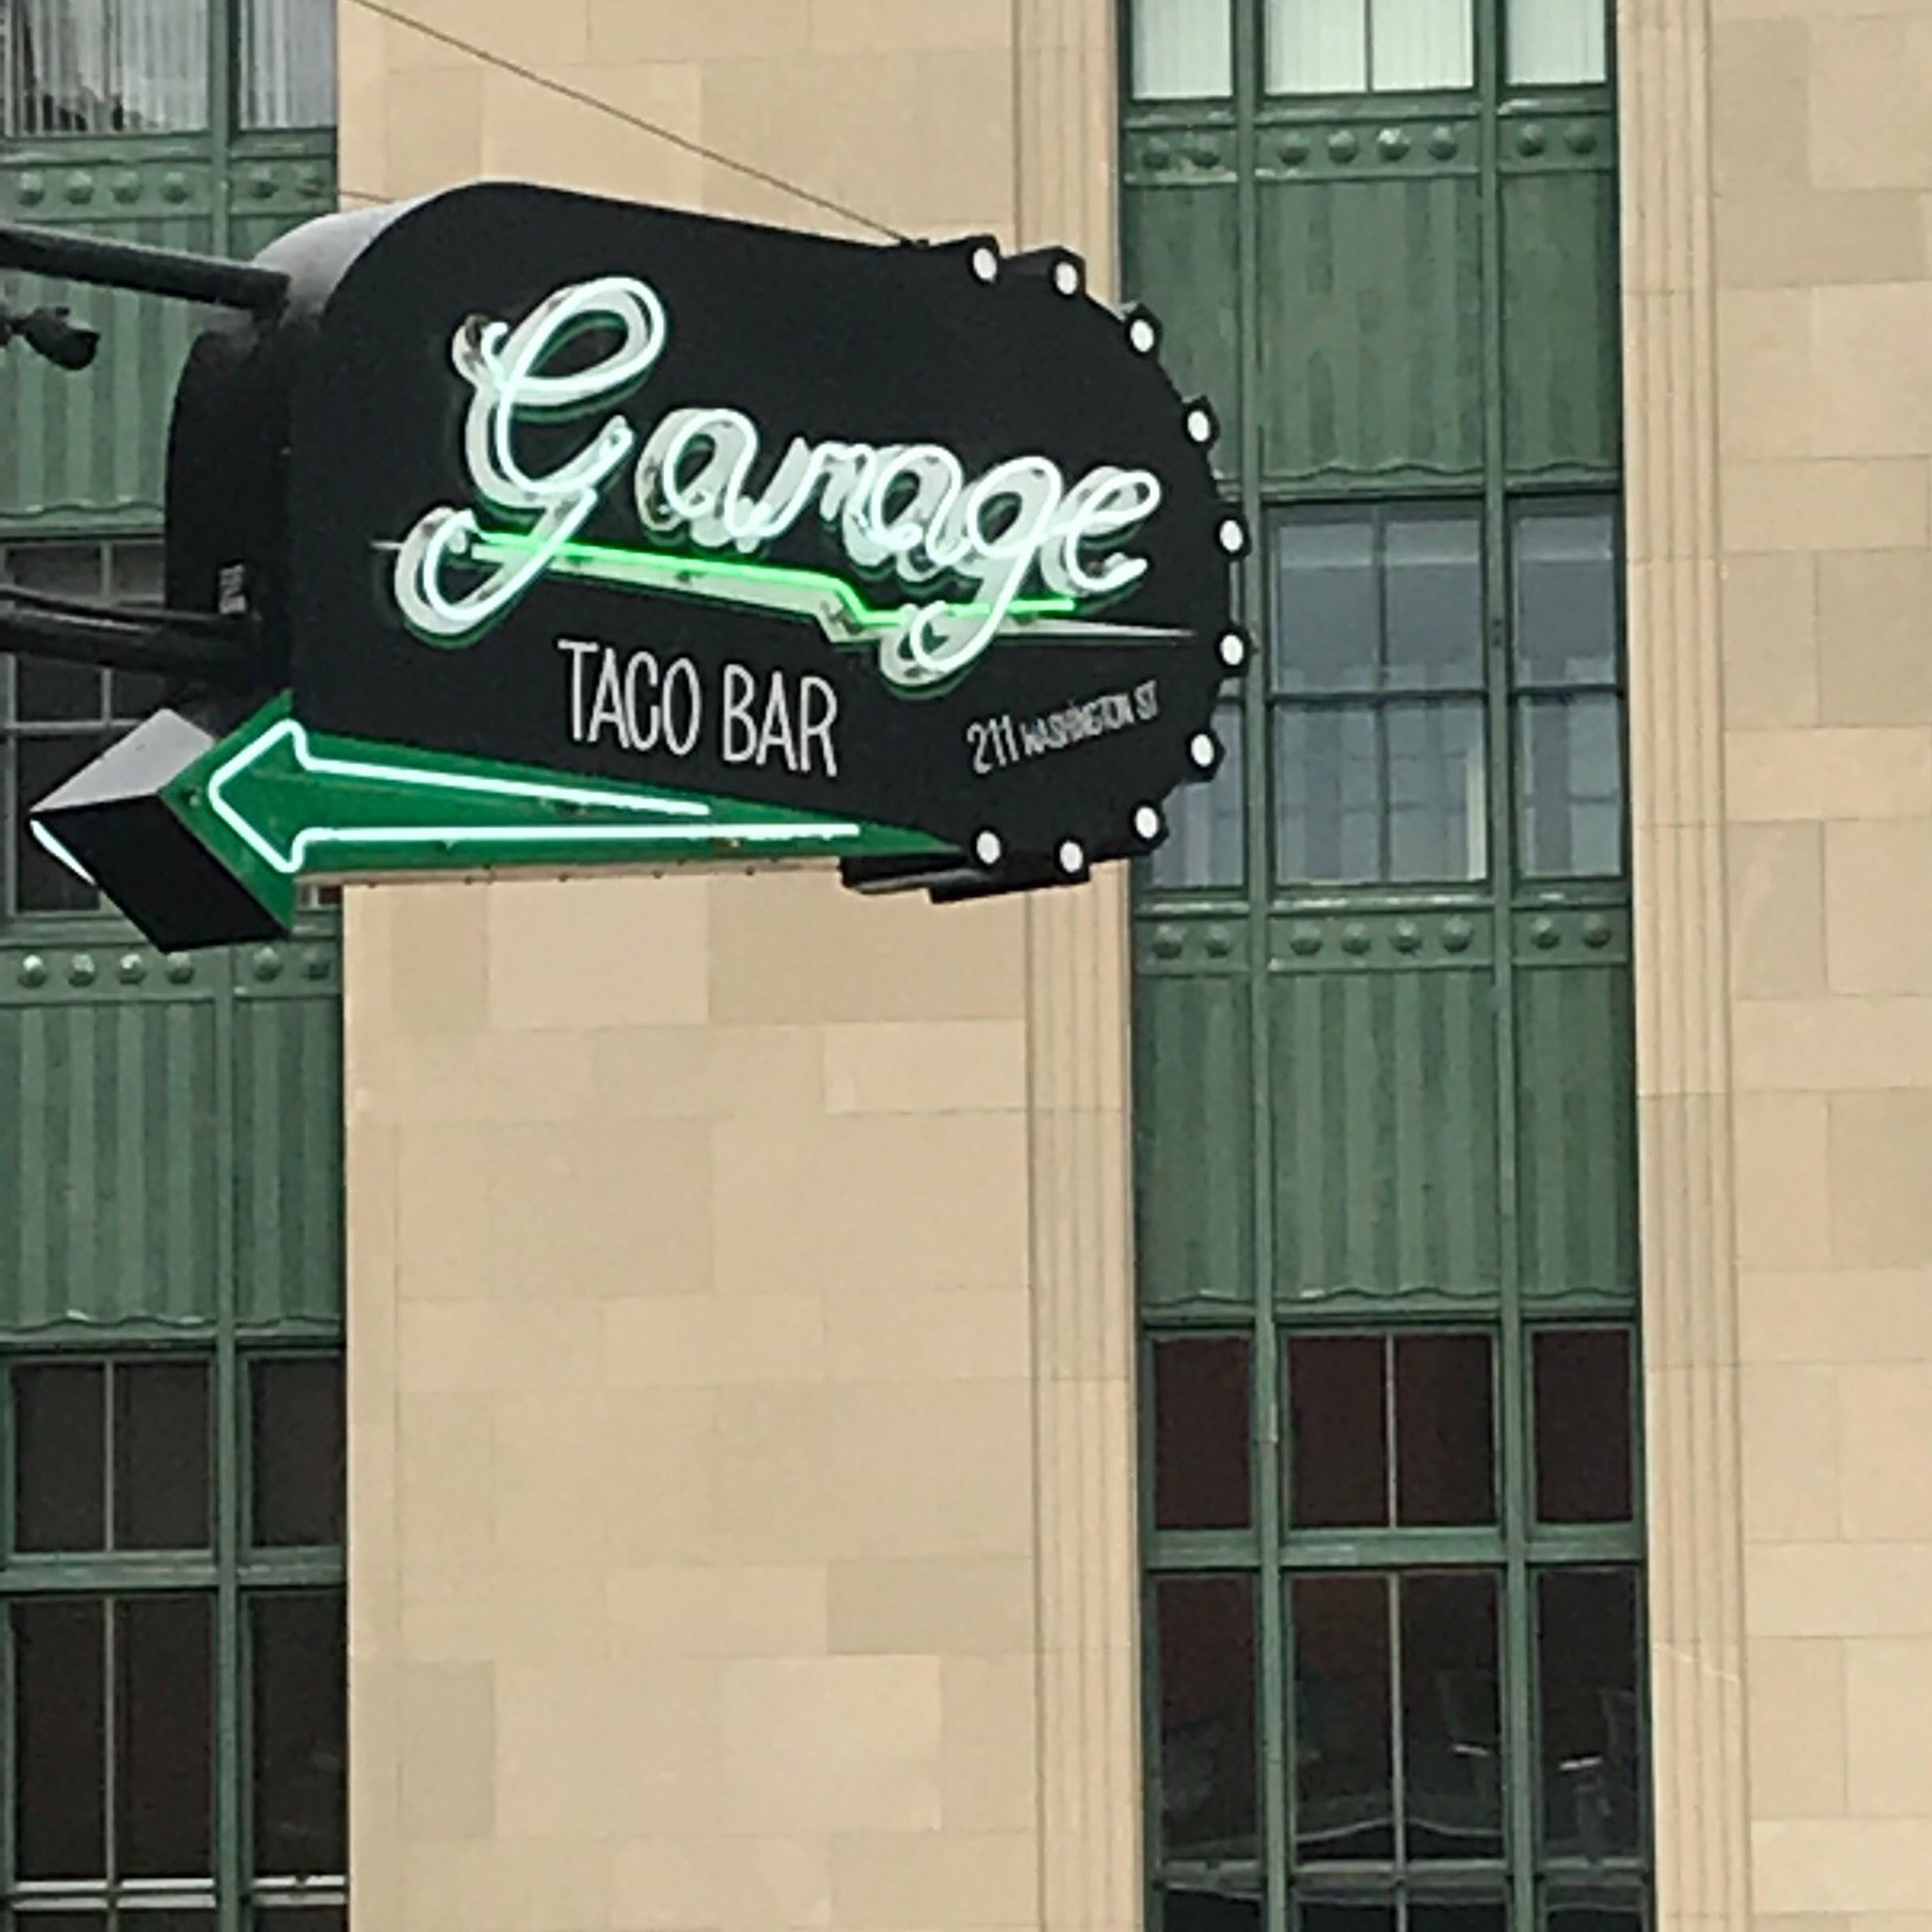 Garage
TACO BAR
211 WASHINGTON ST